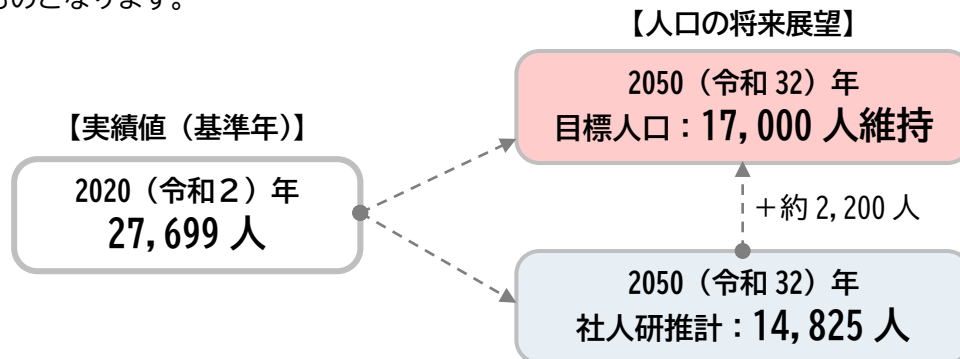 ものとなります。
【人口の将来展望】
2050（令和 32）年
目標人口：17,000 人維持
【実績値（基準年）】
2020（令和２）年
27,699 人
＋約 2,200 人
2050（令和 32）年
社人研推計：14,825 人